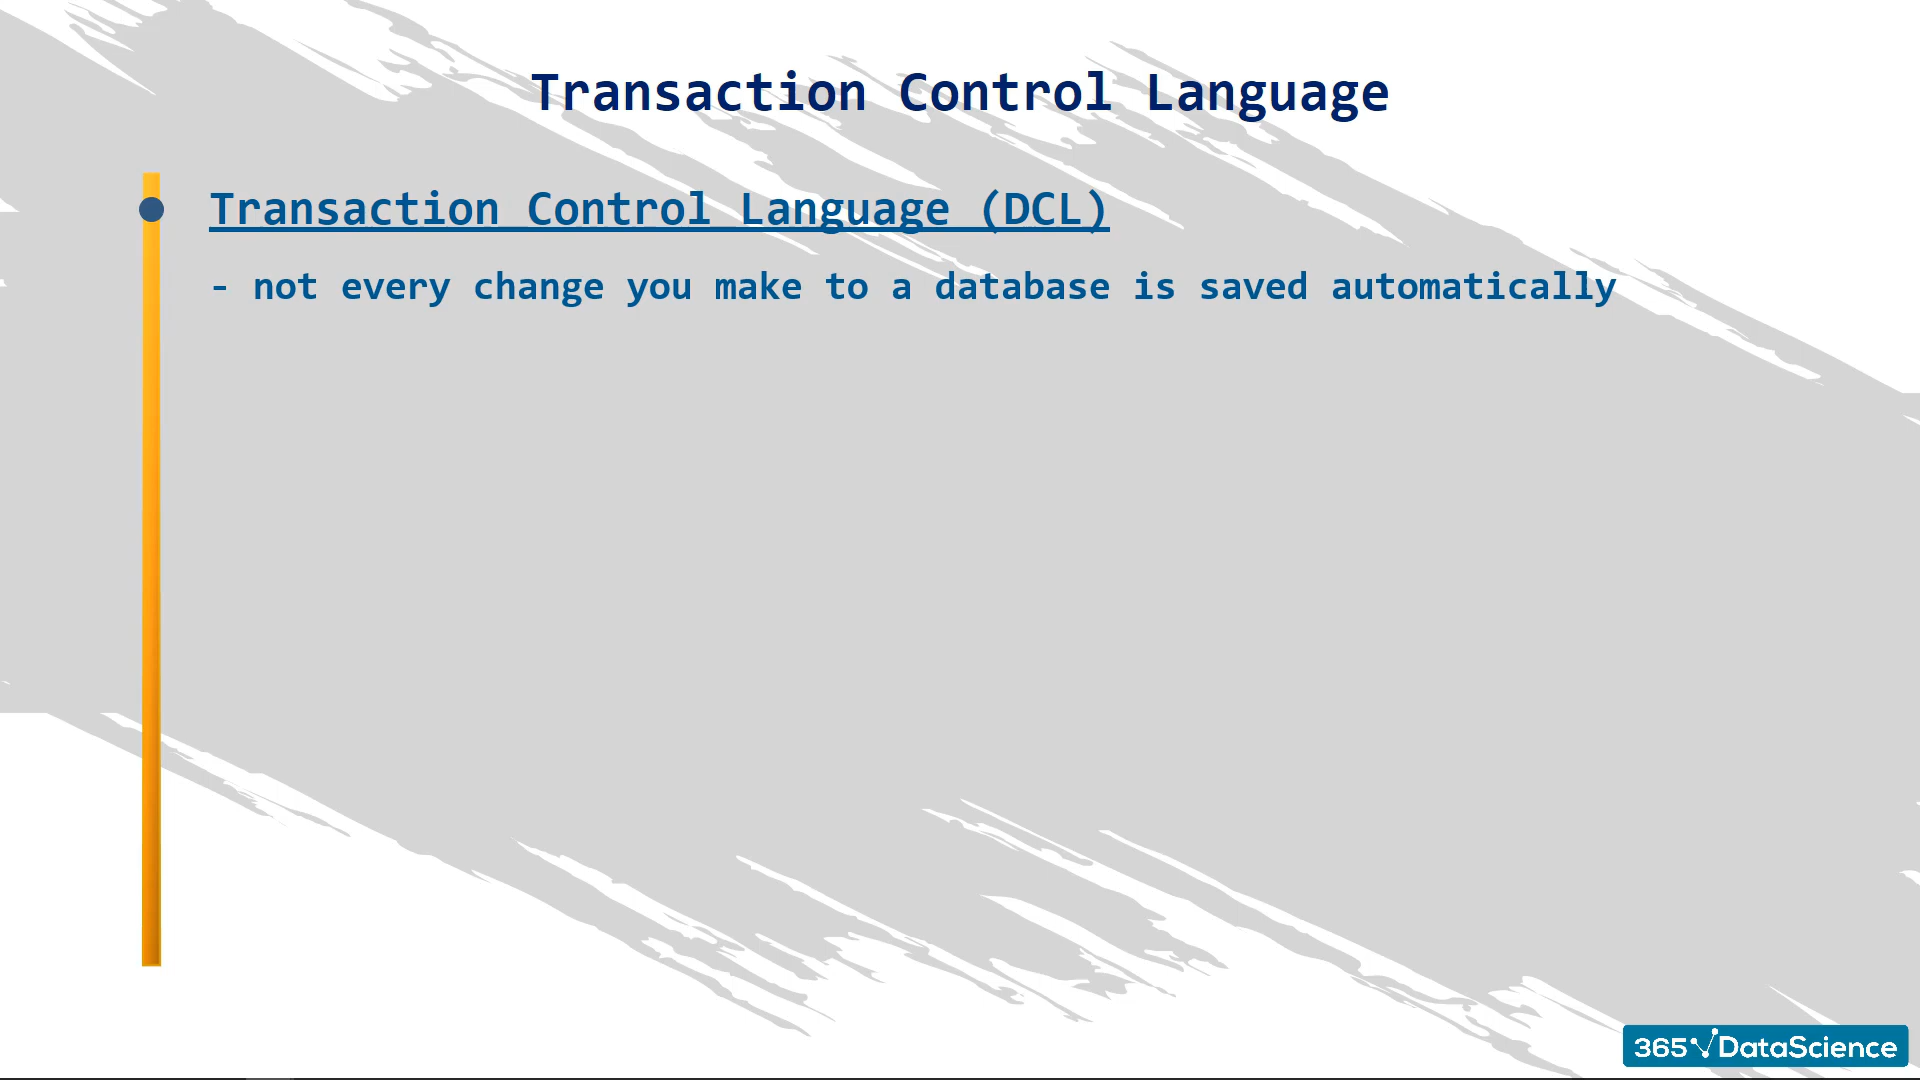 Transaction Control Language
Transaction Control Language (DCL)
- not every change you make to a database is saved automatically
365 DataScience